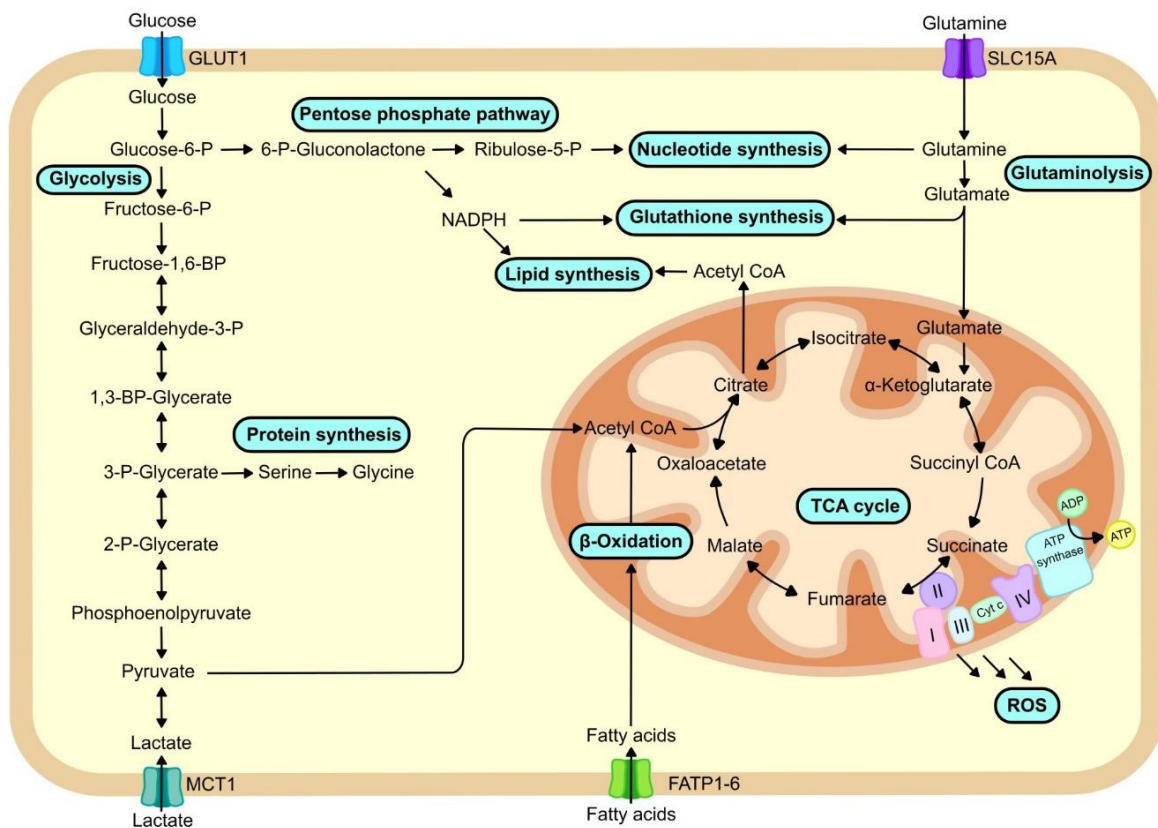 Glucose
Glutamine
GLUT1
SLC15A
Glucose
Pentose phosphate pathway
Glucose-6-P
6-P-Gluconolactone
Ribulose-5-P
Nucleotide synthesis
Glutamine
Glycolysis
Glutaminolysis
Fructose-6-P
Glutamate
NADPH
Glutathione synthesis
Fructose-1,6-BP
Lipid synthesis
Acetyl CoA
Glyceraldehyde-3-P
Glutamate
Isocitrate
Citrate
α-Ketoglutarate
1,3-BP-Glycerate
Protein synthesis
Acetyl CoA
3-P-Glycerate
Serine
Glycine
Oxaloacetate
Succinyl CoA
TCA cycle
ADP
2-P-Glycerate
β-Oxidation
Malate
Succinate
ATP
synthase
ATP
Phosphoenolpyruvate
Fumarate
II
I
III
Cyt c
IV
Pyruvate
ROS
Lactate
Fatty acids
MCT1
FATP1-6
Lactate
Fatty acids